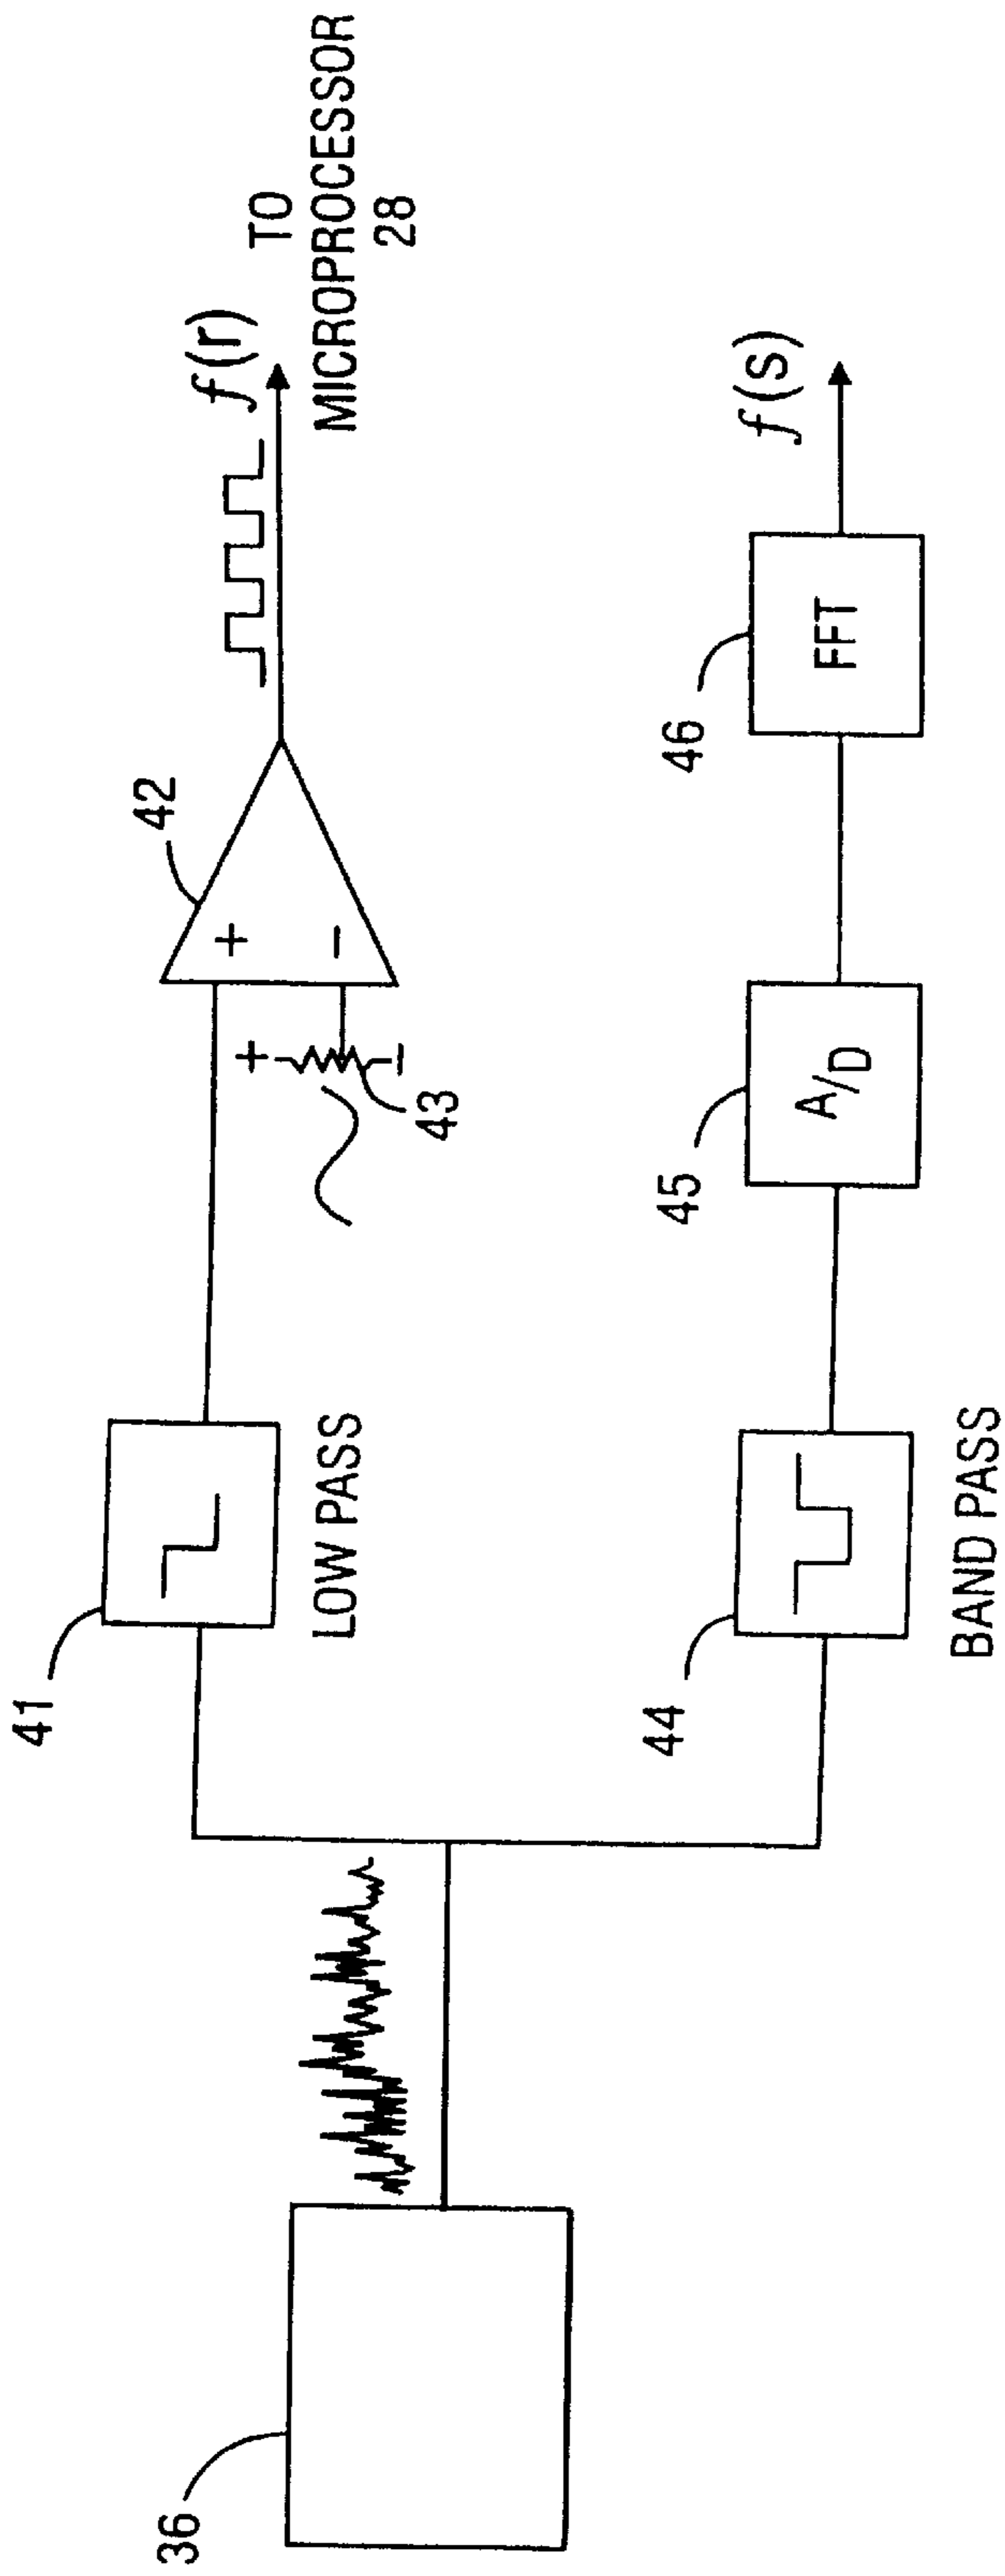 36
41
LOW PASS
42
+
−
+
−
43
f(r)
TO
MICROPROCESSOR
28
44
BAND PASS
45
A/D
46
FFT
f(s)